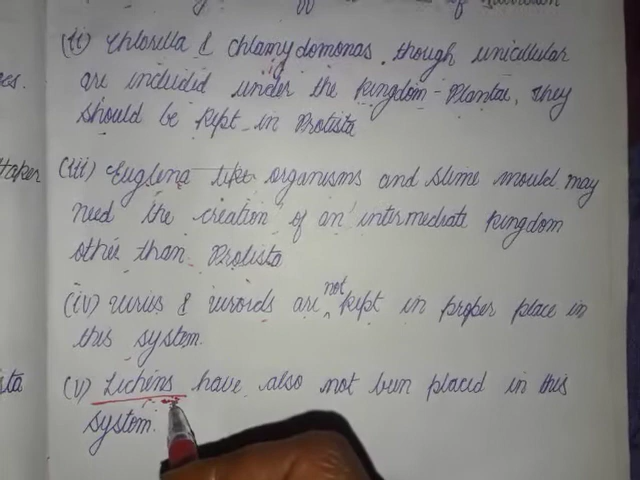 of Nutrition
(ii) Chlorella & chlamydomonas though unicellular
are included under the kingdom - Plantae, They
should be kept in Protista
(iii) Euglena like organisms and slime mould may
need the creation of an intermediate kingdom
other than Protista
(iv) virus & viroids are not kept in proper place in
this system.
(v) Lichens have also not been placed in this
system.